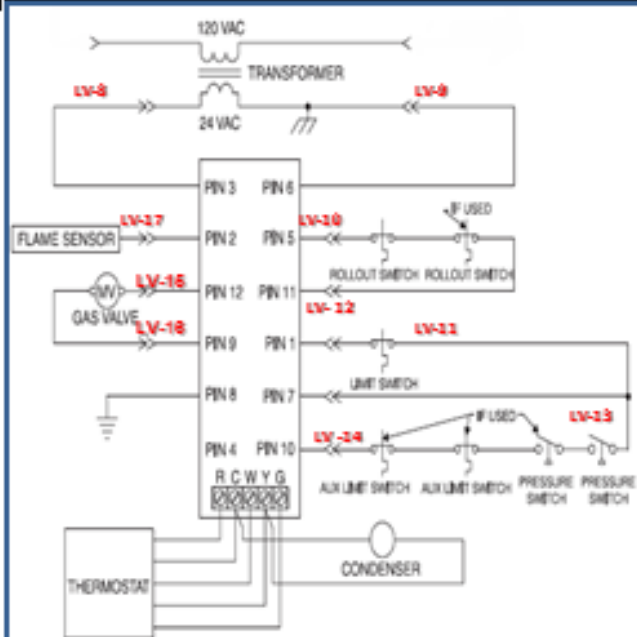 120 VAC
TRANSFORMER
LV-8
LV-9
24 VAC
PIN 3 PIN 6
LV-17 LV-10 IF USED
FLAME SENSOR PIN 2 PIN 5
ROLLOUT SWITCH ROLLOUT SWITCH
LV-15
MV PIN 12 PIN 11
GAS VALVE LV-12
LV-16 LV-11
PIN 9 PIN 1
LIMIT SWITCH
PIN 8 PIN 7
IF USED LV-13
LV-14
PIN 4 PIN 10
R C W Y G
AUX LIMIT SWITCH AUX LIMIT SWITCH PRESSURE SWITCH PRESSURE SWITCH
CONDENSER
THERMOSTAT